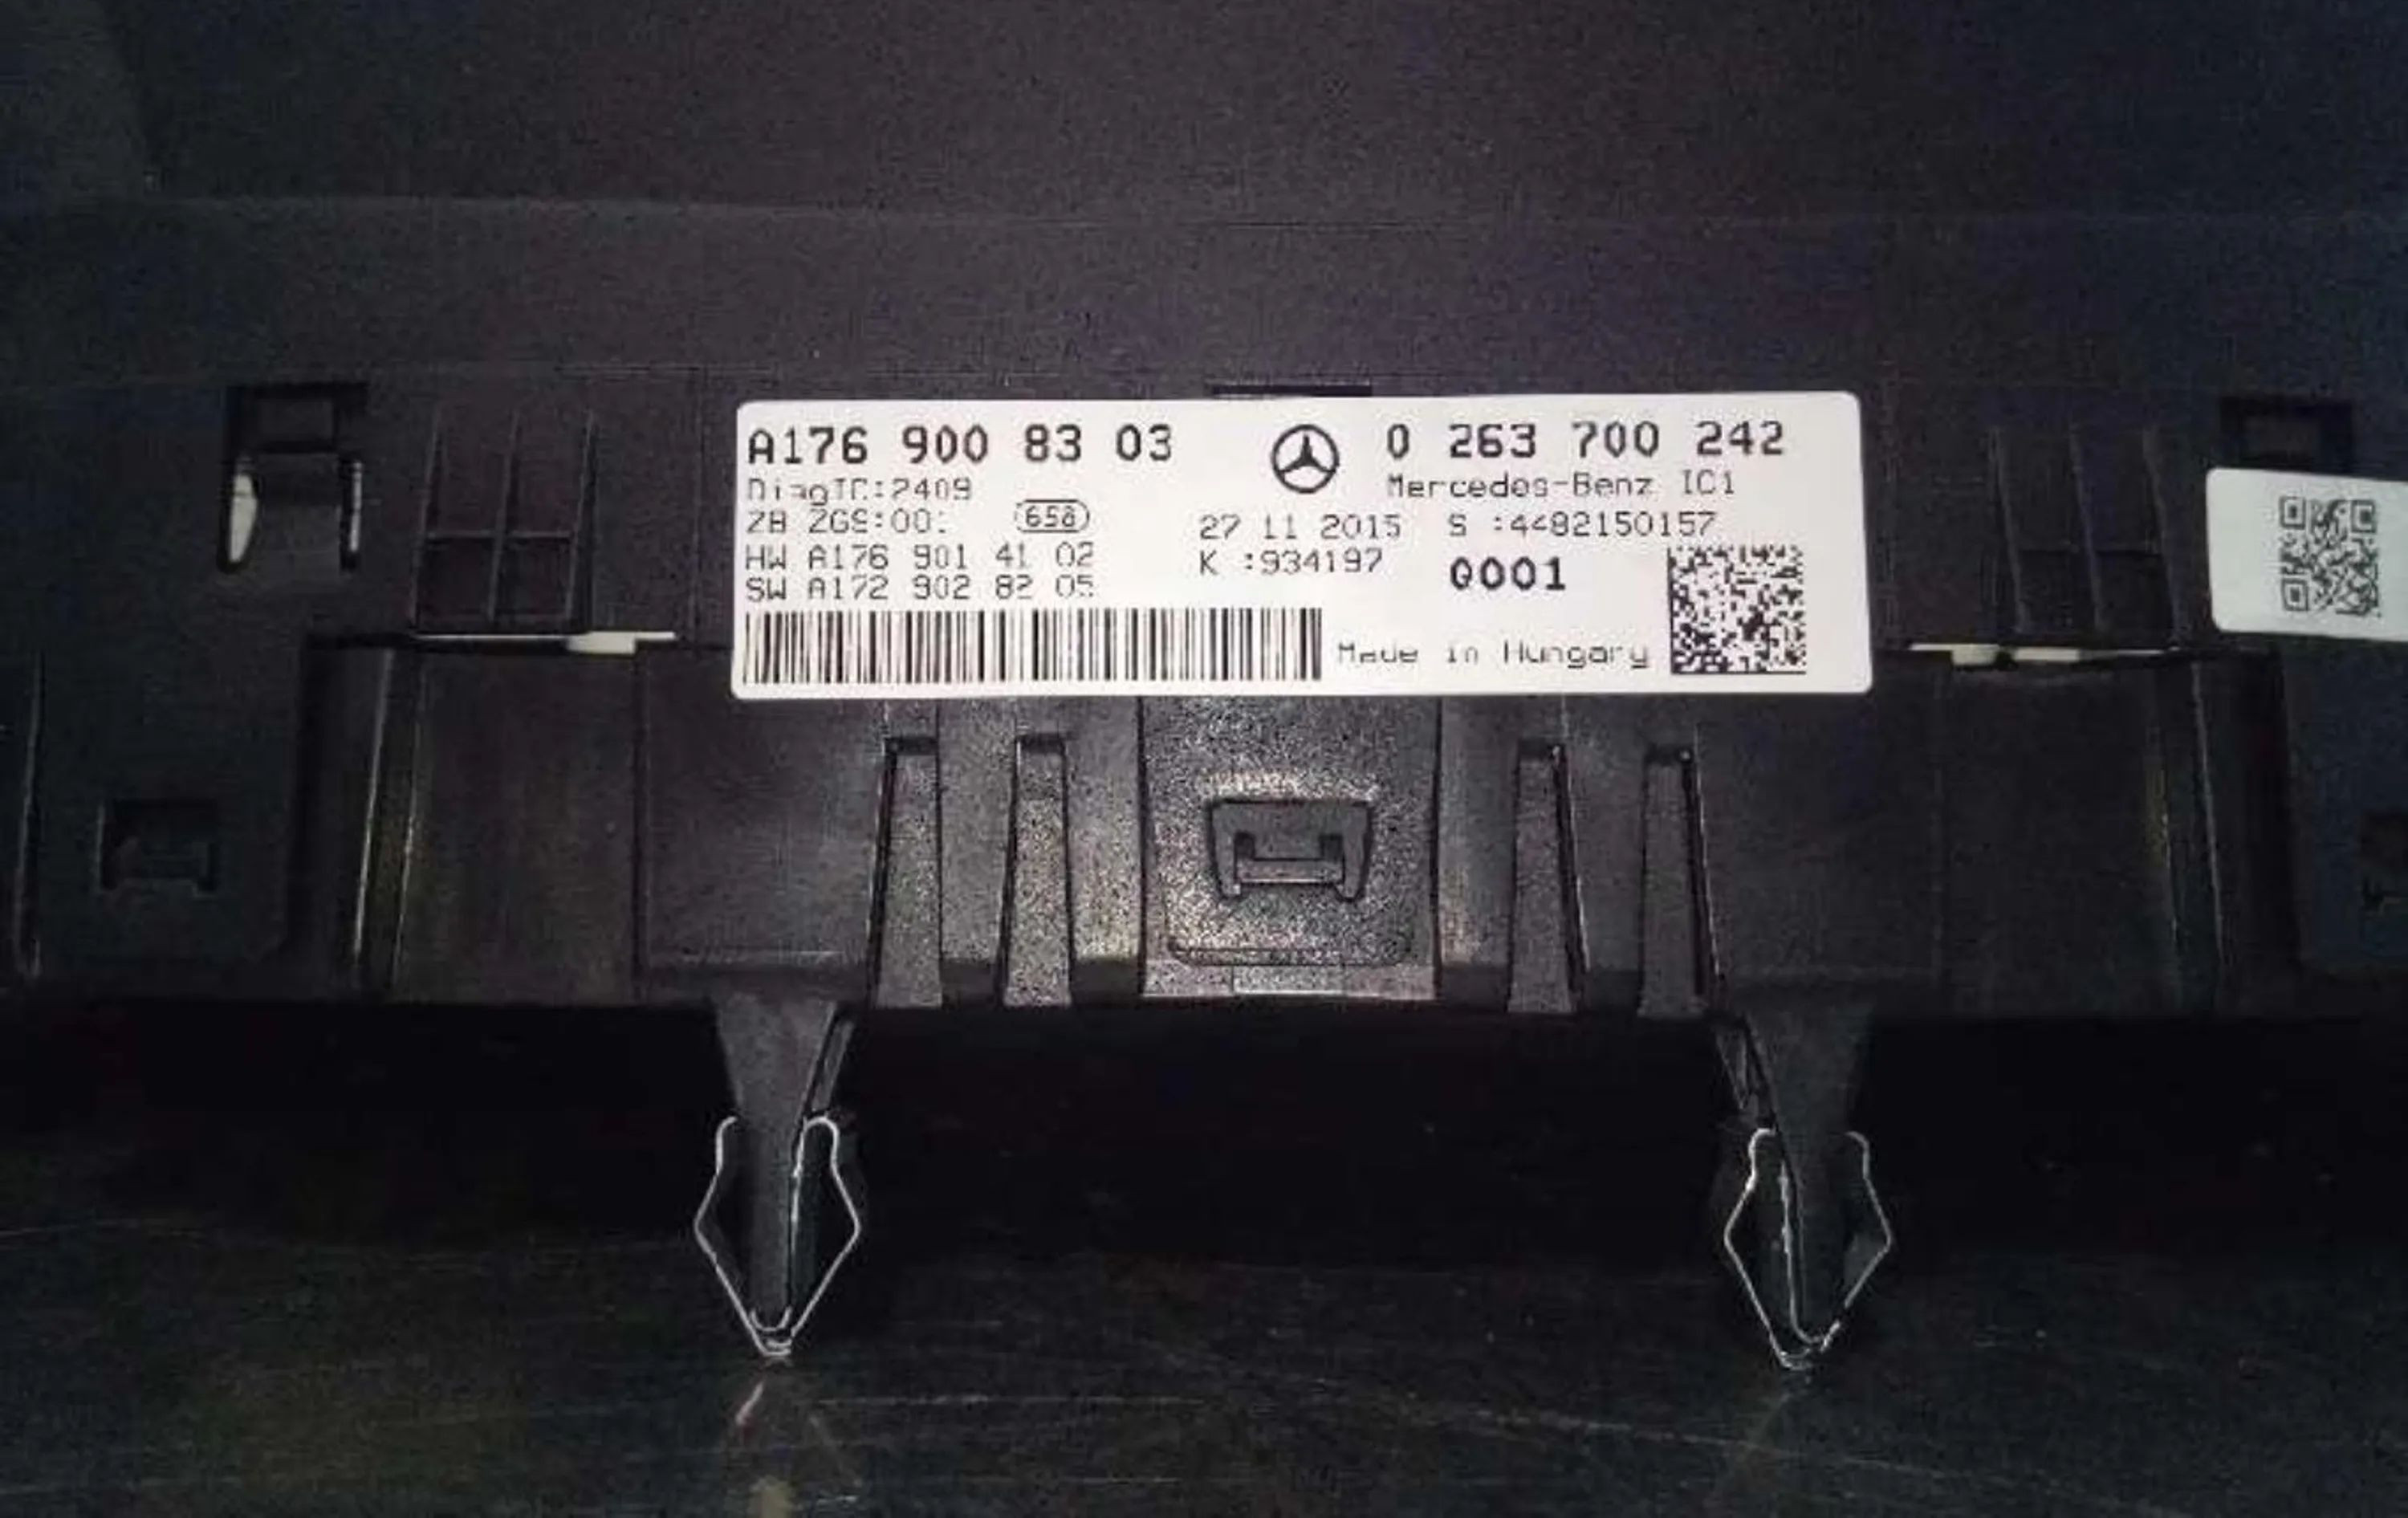 A176 900 83 03
0 263 700 242
DiagID:2409
Mercedes-Benz IC1
ZB ZGS:00
658
27 11 2015
S :4482150157
HW A176 901 41 02
K :934197
Q001
SW A172 902 82 05
Made in Hungary